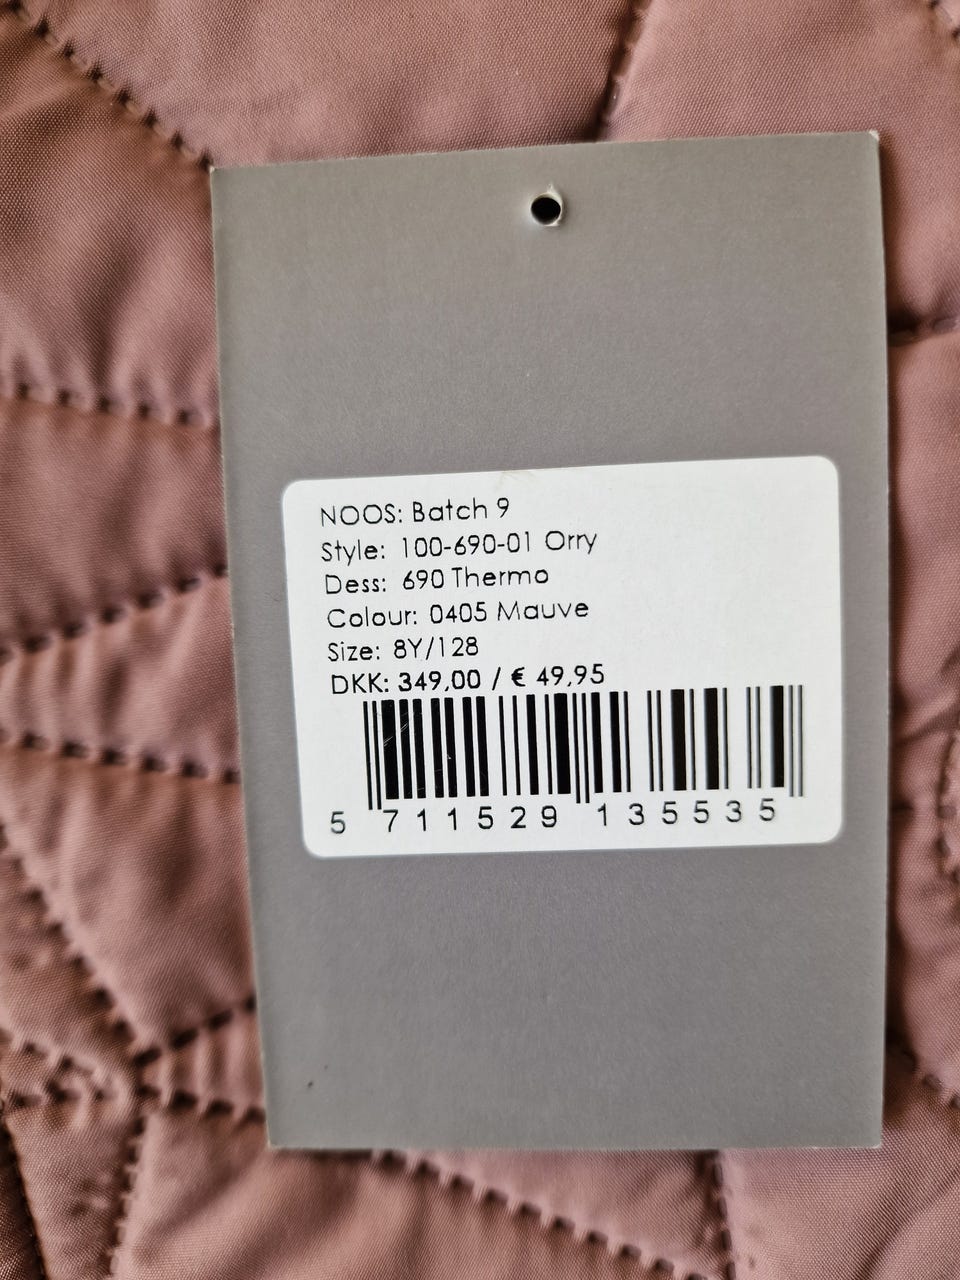 NOOS: Batch 9
Style: 100-690-01 Orry
Dess: 690 Thermo
Colour: 0405 Mauve
Size: 8Y/128
DKK: 349,00 / € 49,95
5 711529 135535